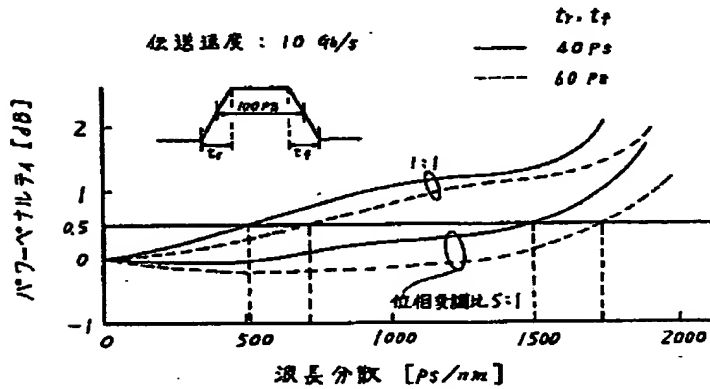 伝送速度 : 10 Gb/s
tr, tf
40 PS
60 PS
100PS
tr
tf
パワーペナルティ [dB]
2
1
0.5
0
-1
1:1
位相変調比 5:1
0
500
1000
1500
2000
波長分散 [ps/nm]